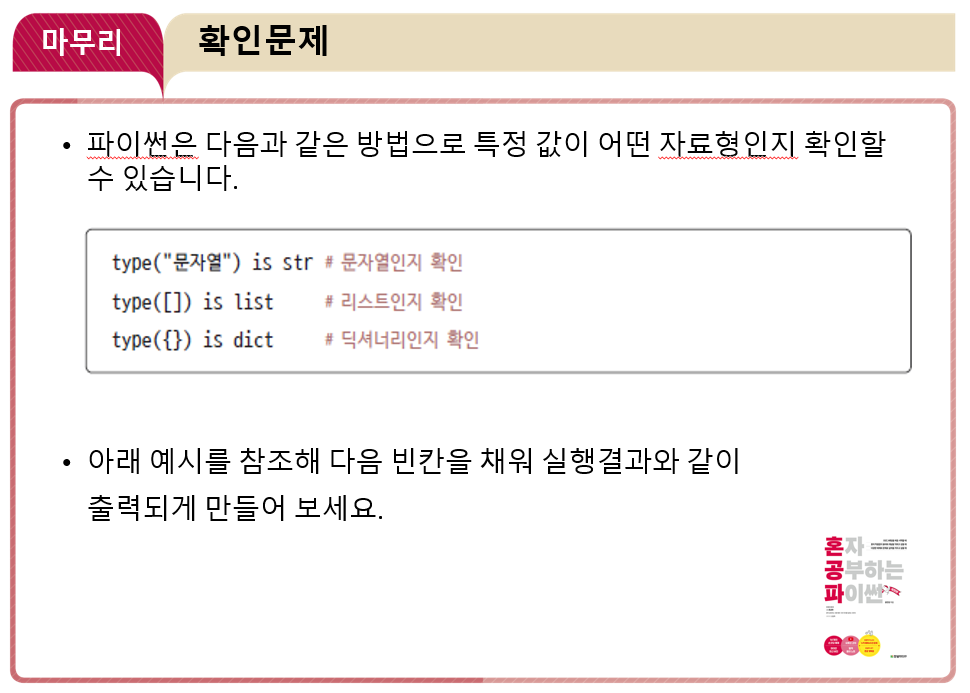 마무리
확인문제
• 파이썬은 다음과 같은 방법으로 특정 값이 어떤 자료형인지 확인할
수 있습니다.
type("문자열") is str # 문자열인지 확인
type([]) is list # 리스트인지 확인
type({}) is dict # 딕셔너리인지 확인
• 아래 예시를 참조해 다음 빈칸을 채워 실행결과와 같이
출력되게 만들어 보세요.
혼자
공부하는
파이썬